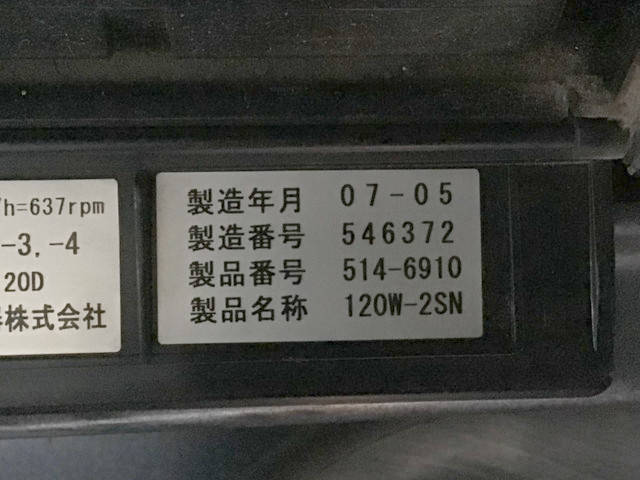 /h=637rpm
-3, -4
20D
株式会社
製造年月 07-05
製造番号 546372
製品番号 514-6910
製品名称 120W-2SN